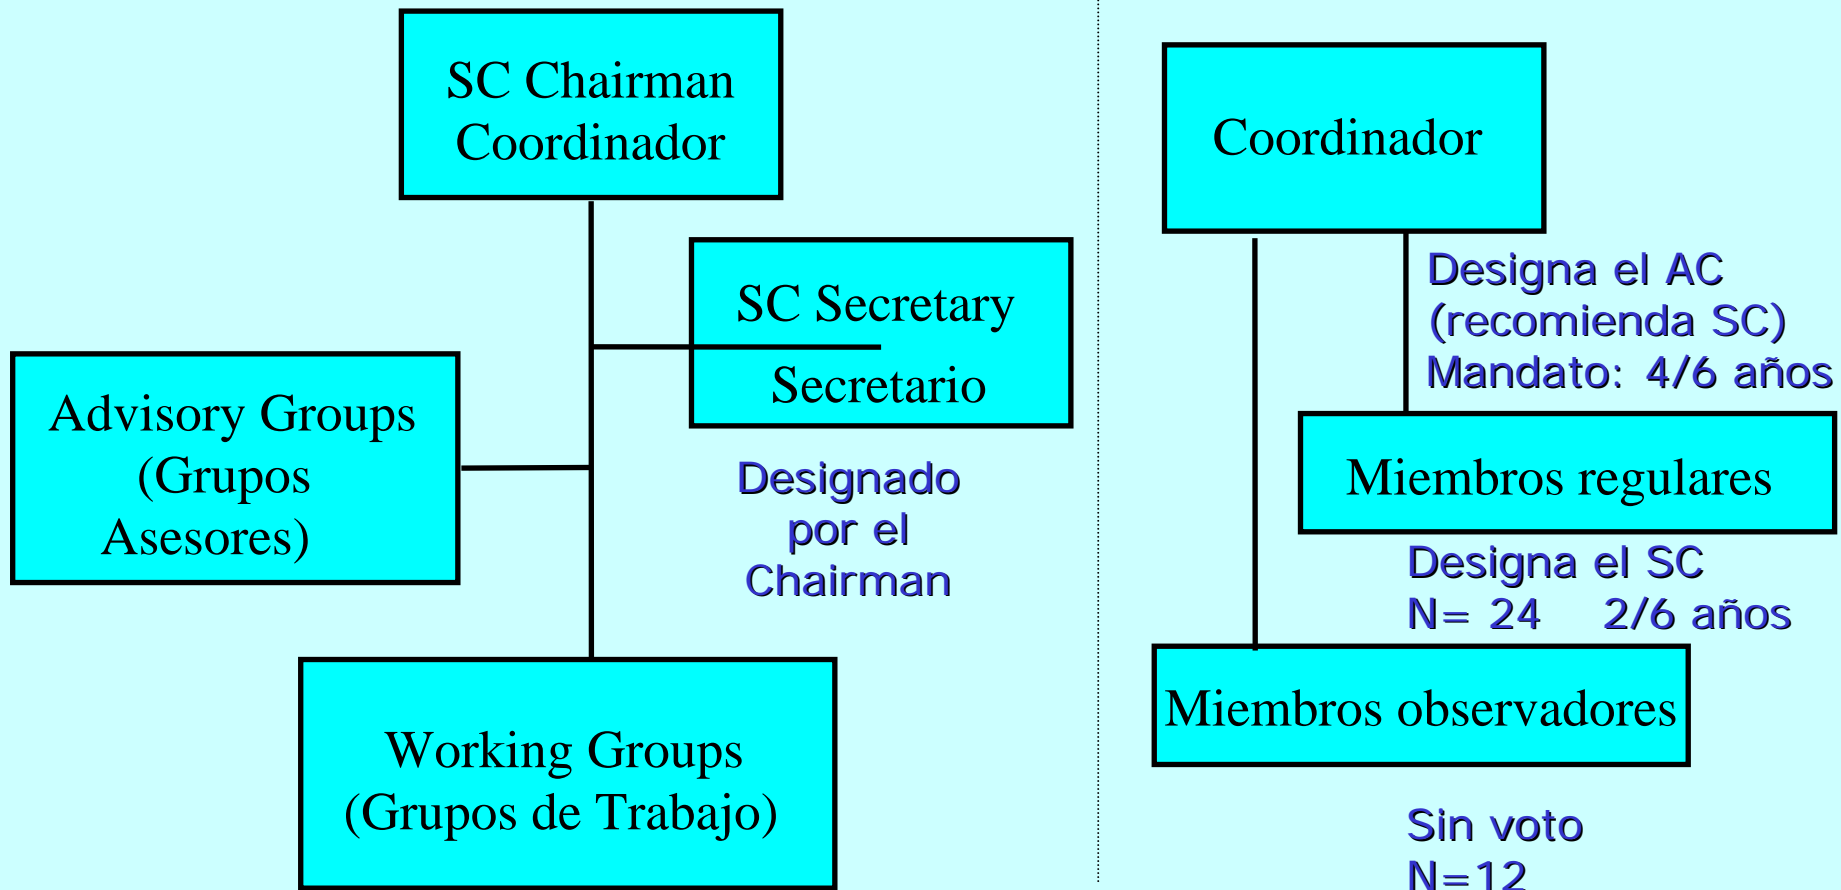 SC Chairman
Coordinador
SC Secretary
Secretario
Advisory Groups
(Grupos
Asesores)
Designado
por el
Chairman
Working Groups
(Grupos de Trabajo)
Coordinador
Designa el AC
(recomienda SC)
Mandato: 4/6 años
Miembros regulares
Designa el SC
N= 24 2/6 años
Miembros observadores
Sin voto
N=12